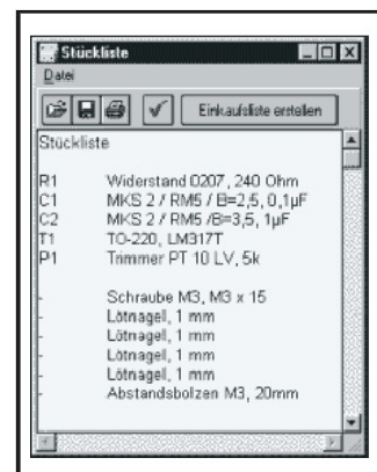 Stückliste
Datei
Einkaufsliste erstellen
Stückliste
R1 Widerstand 0207, 240 Ohm
C1 MKS 2 / RM5 / B=2,5, 0,1µF
C2 MKS 2 / RM5 /B=3,5, 1µF
T1 TO-220, LM317T
P1 Trimmer PT 10 LV, 5k
- Schraube M3, M3 x 15
- Lötnagel, 1 mm
- Lötnagel, 1 mm
- Lötnagel, 1 mm
- Lötnagel, 1 mm
- Abstandsbolzen M3, 20mm